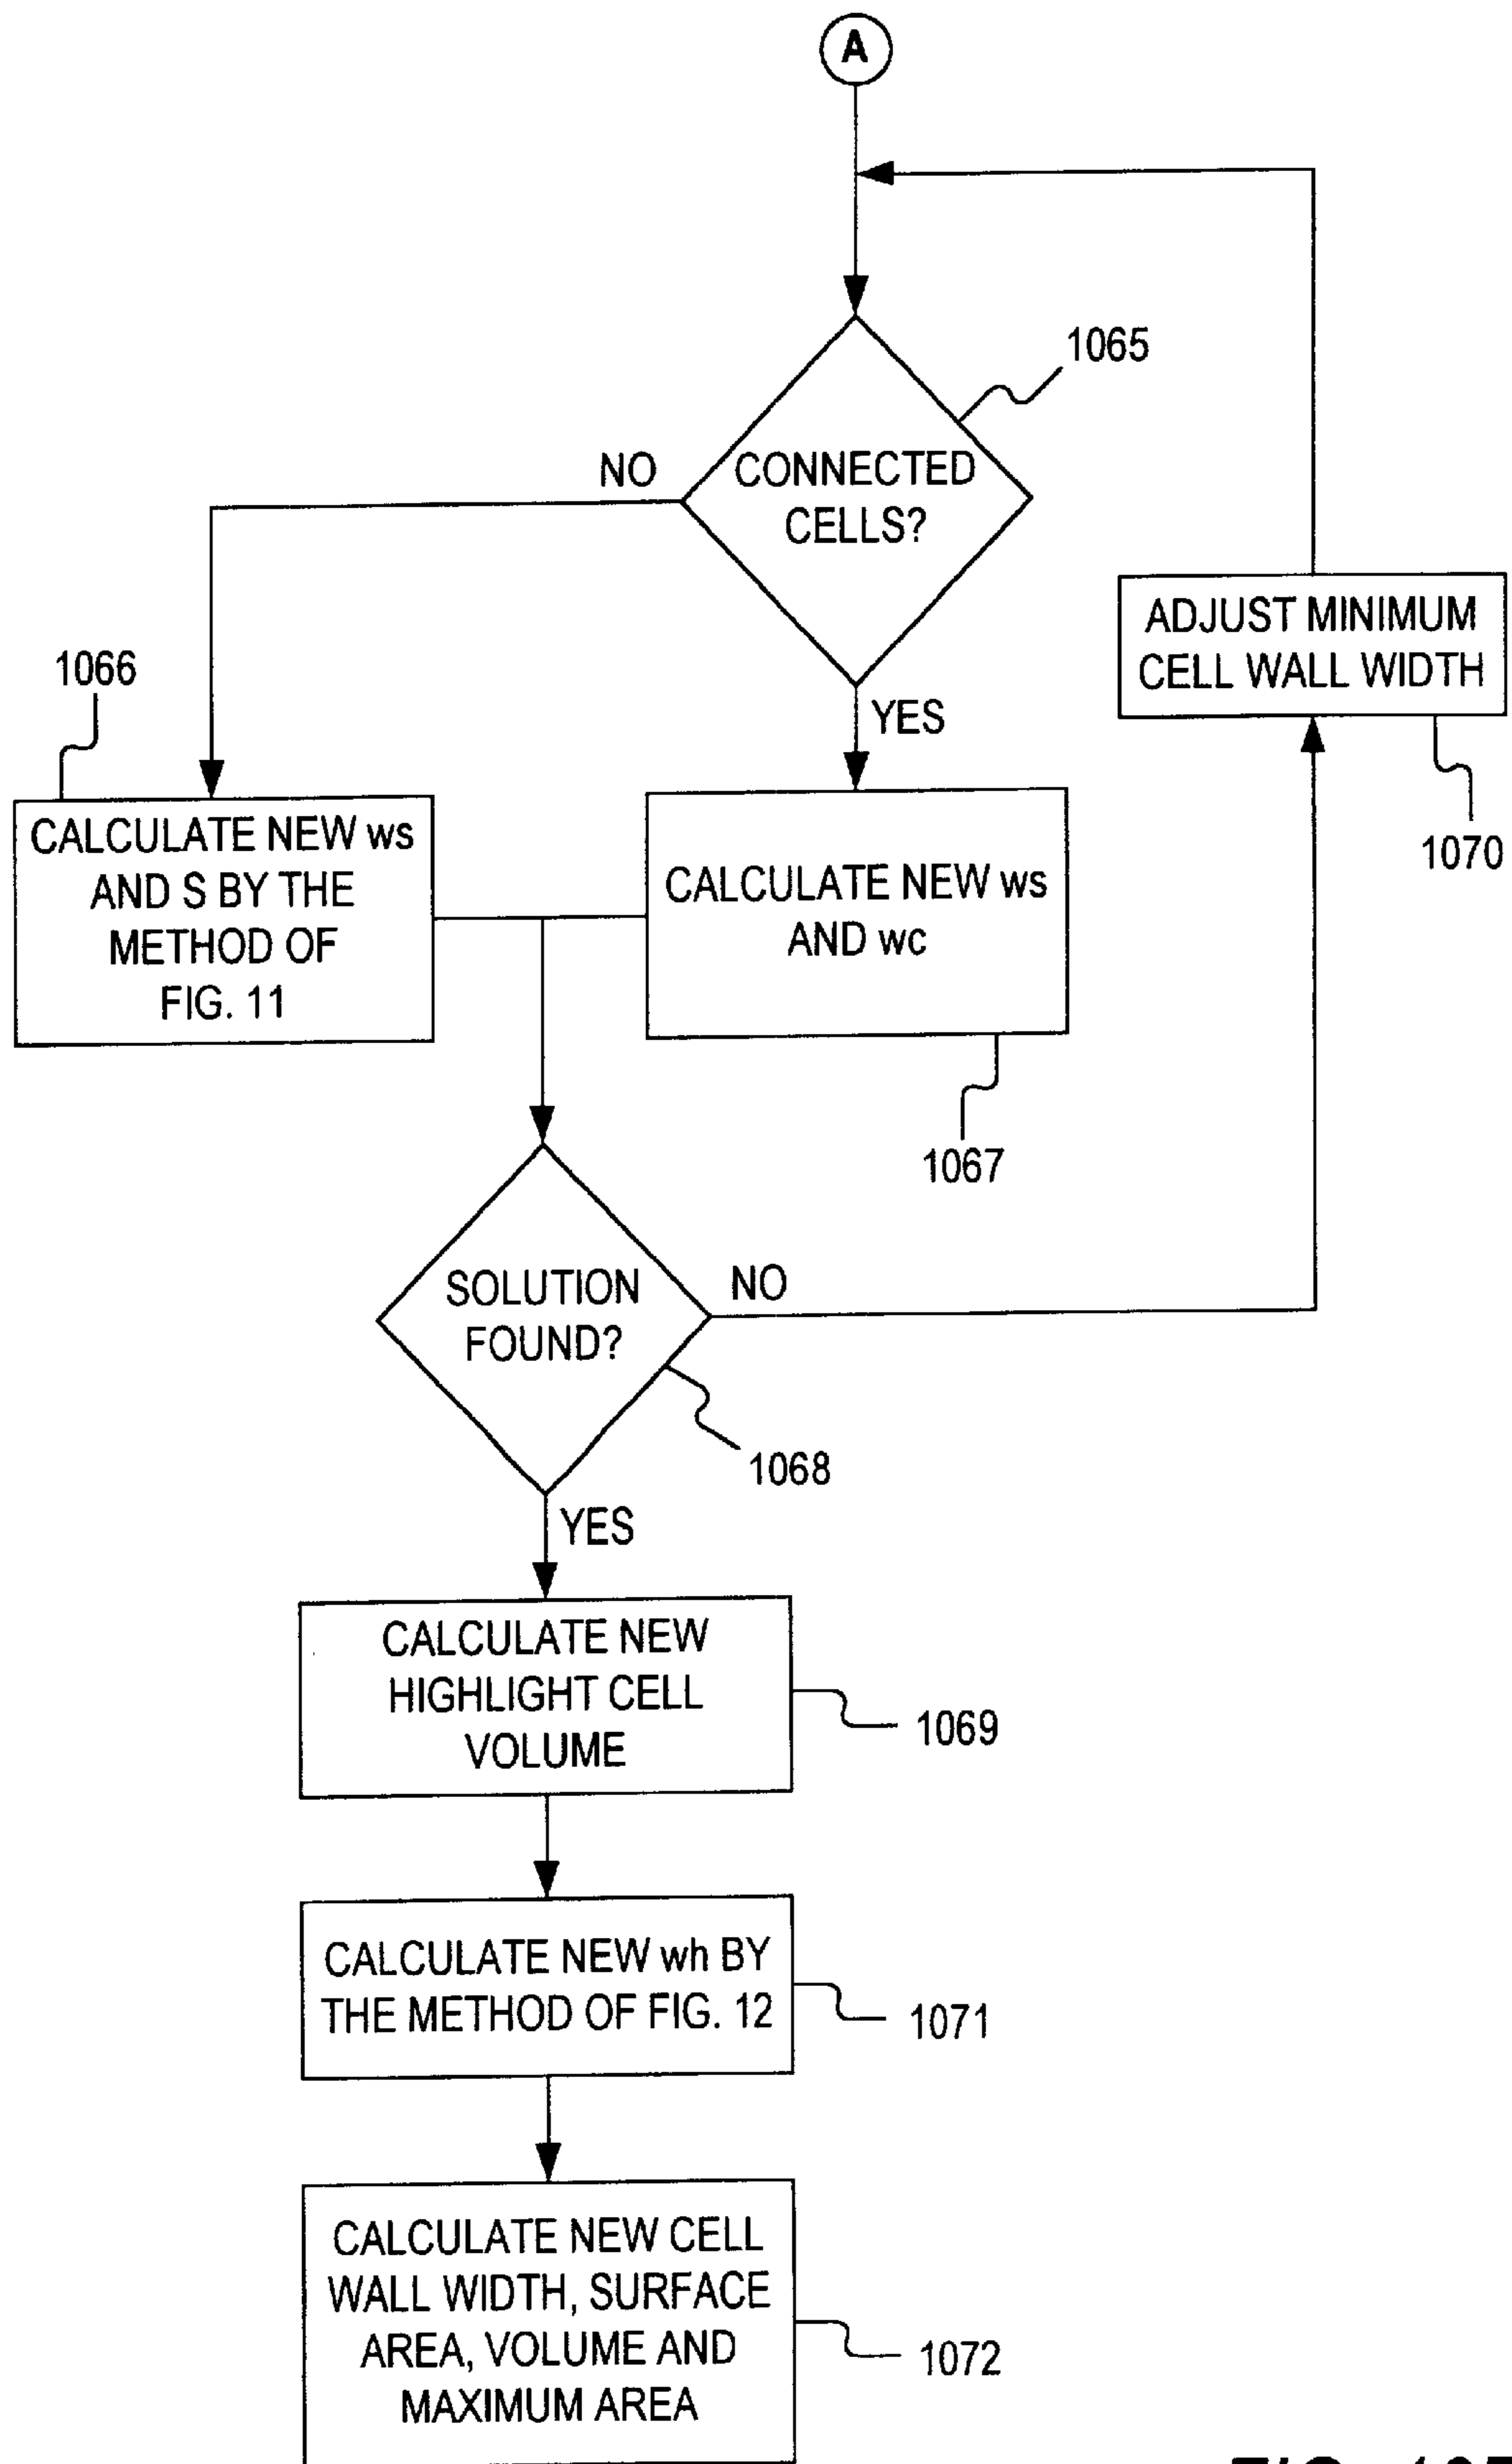 A
1065
NO
CONNECTED
CELLS?
ADJUST MINIMUM
CELL WALL WIDTH
1066
YES
1070
CALCULATE NEW ws
AND S BY THE
METHOD OF
FIG. 11
CALCULATE NEW ws
AND wc
1067
SOLUTION
FOUND?
NO
1068
YES
CALCULATE NEW
HIGHLIGHT CELL
VOLUME
1069
CALCULATE NEW wh BY
THE METHOD OF FIG. 12
1071
CALCULATE NEW CELL
WALL WIDTH, SURFACE
AREA, VOLUME AND
MAXIMUM AREA
1072